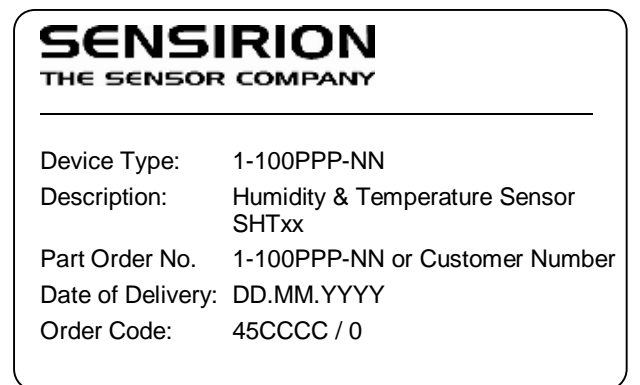 SENSIRION
THE SENSOR COMPANY
Device Type: 1-100PPP-NN
Description: Humidity & Temperature Sensor
SHTxx
Part Order No. 1-100PPP-NN or Customer Number
Date of Delivery: DD.MM.YYYY
Order Code: 45CCCC / 0